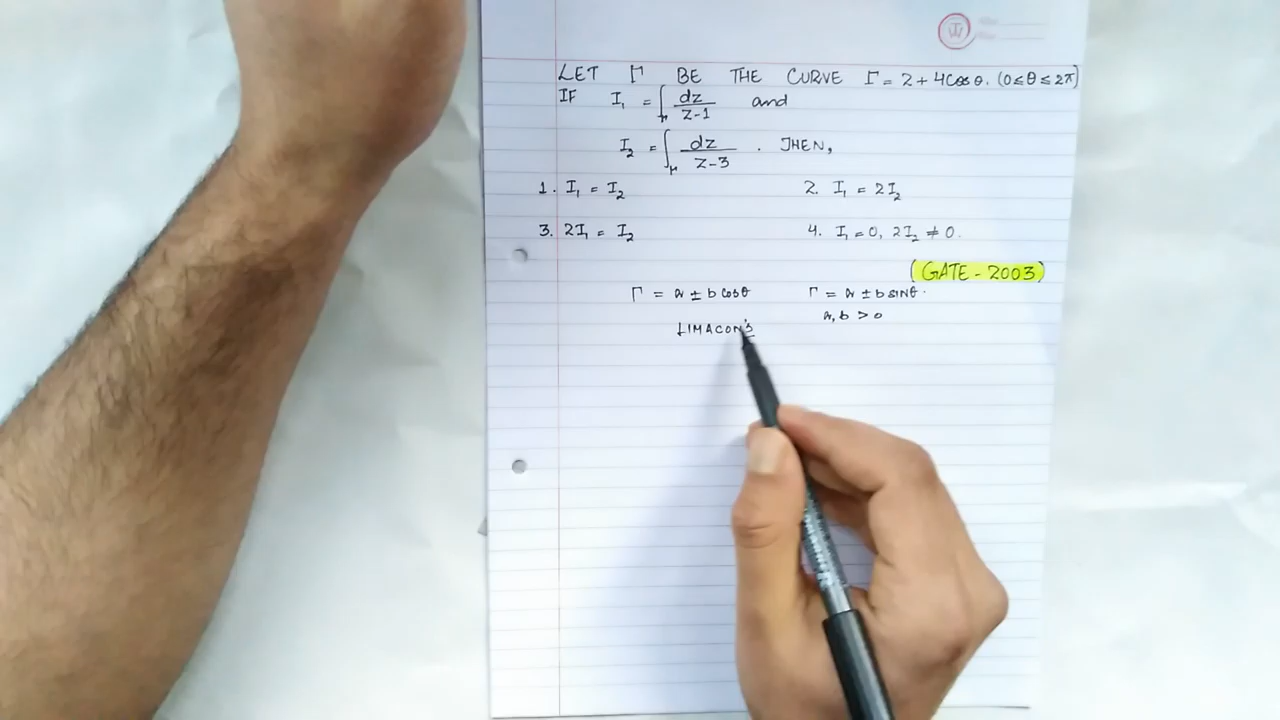 LET Γ BE THE CURVE Γ = 2 + 4cosθ. (0≤θ≤2π)
IF I₁ = ∫ᵣ dz/(z-1) and
I₂ = ∫ᵣ dz/(z-3) . THEN,
1. I₁ = I₂ 2. I₁ = 2I₂
3. 2I₁ = I₂ 4. I₁=0, 2I₂ ≠ 0.
(GATE - 2003)
Γ = a ± b cosθ Γ = a ± b SINθ.
LIMACON'S a, b > 0